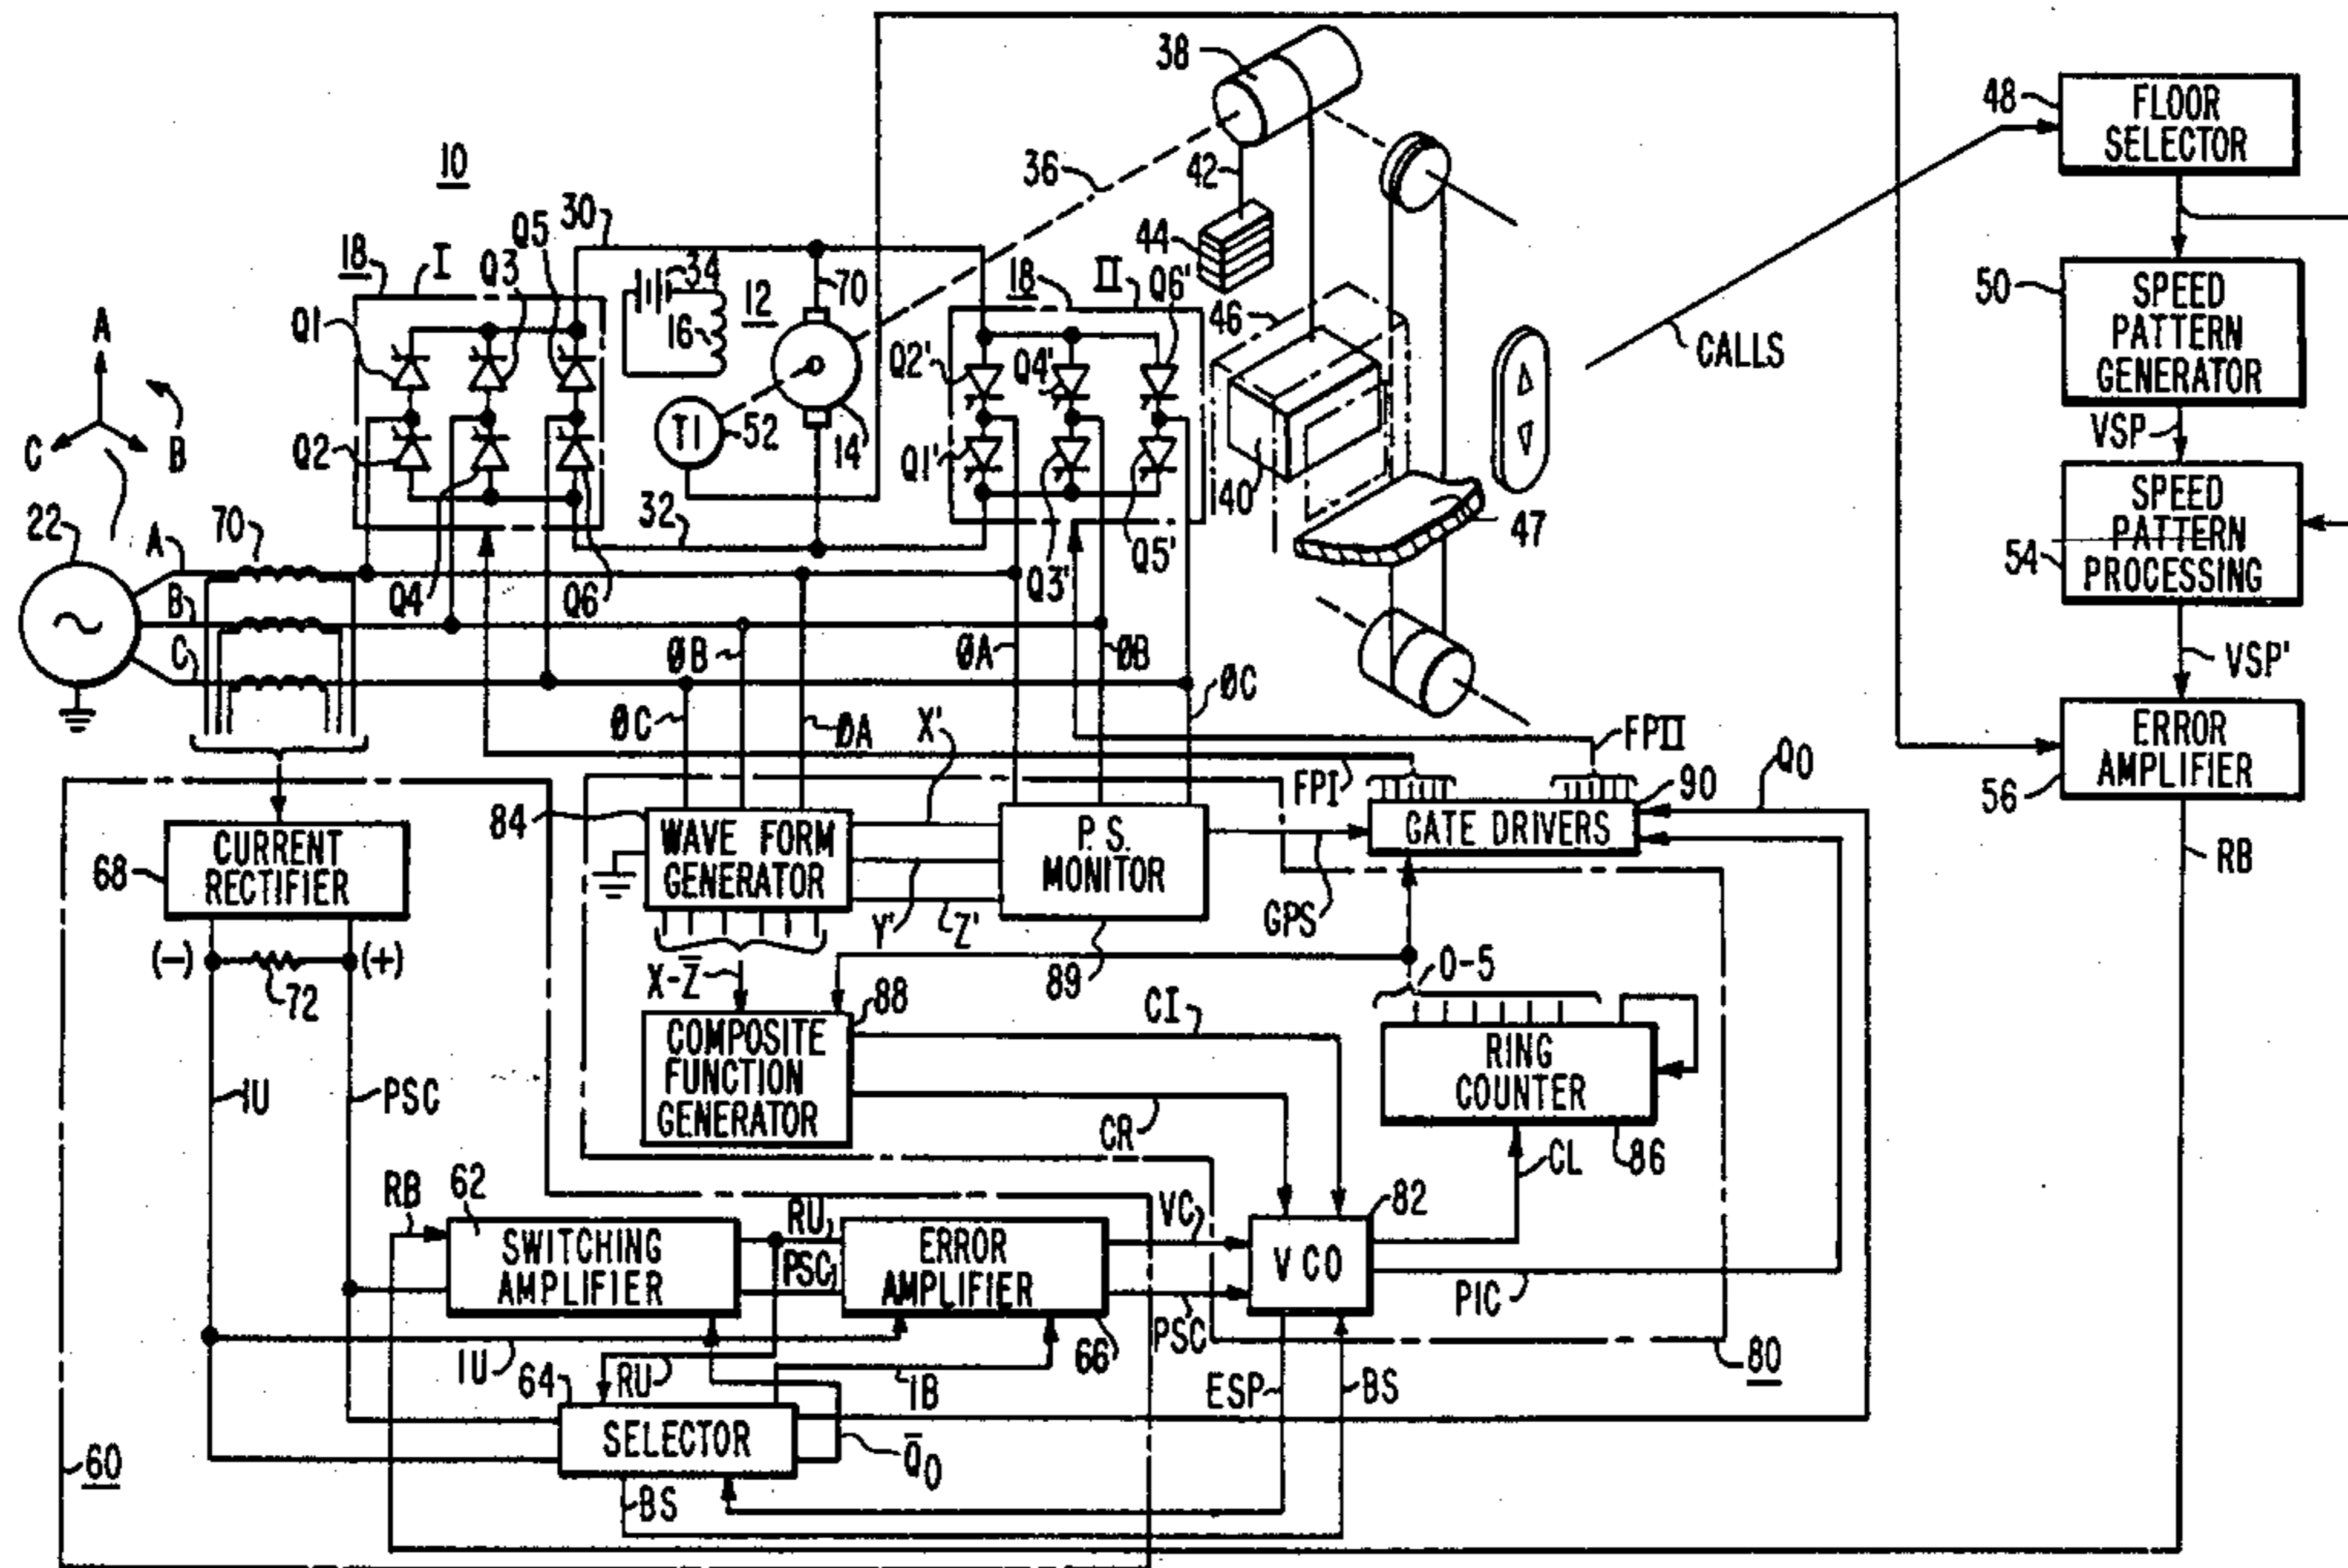 38
48
FLOOR
SELECTOR
10
36
42
30
Q5
44
18
I
Q3
34
12
70
18
II
Q6'
50
SPEED
PATTERN
GENERATOR
A
Q1
16
46
CALLS
Q2'
Q4'
C
B
Q2
T1
52
14
Q1'
40
VSP
SPEED
PATTERN
PROCESSING
54
22
A
70
32
Q5'
47
Q4
Q6
Q3'
B
C
ØB
ØA
ØB
VSP'
ØC
ØC
ØA
X'
FPII
FPI
Q0
ERROR
AMPLIFIER
56
84
WAVE FORM
GENERATOR
P.S.
MONITOR
90
GATE DRIVERS
RB
68
CURRENT
RECTIFIER
Y'
Z'
GPS
(-)
(+)
72
X-Z̅
88
89
0-5
COMPOSITE
FUNCTION
GENERATOR
CI
RING
COUNTER
IU
PSC
CR
CL
86
RB
62
SWITCHING
AMPLIFIER
RU
PSC
ERROR
AMPLIFIER
VC
82
VCO
PSC
PIC
IU
66
80
64
RU
IB
ESP
BS
SELECTOR
Q̅0
60
BS